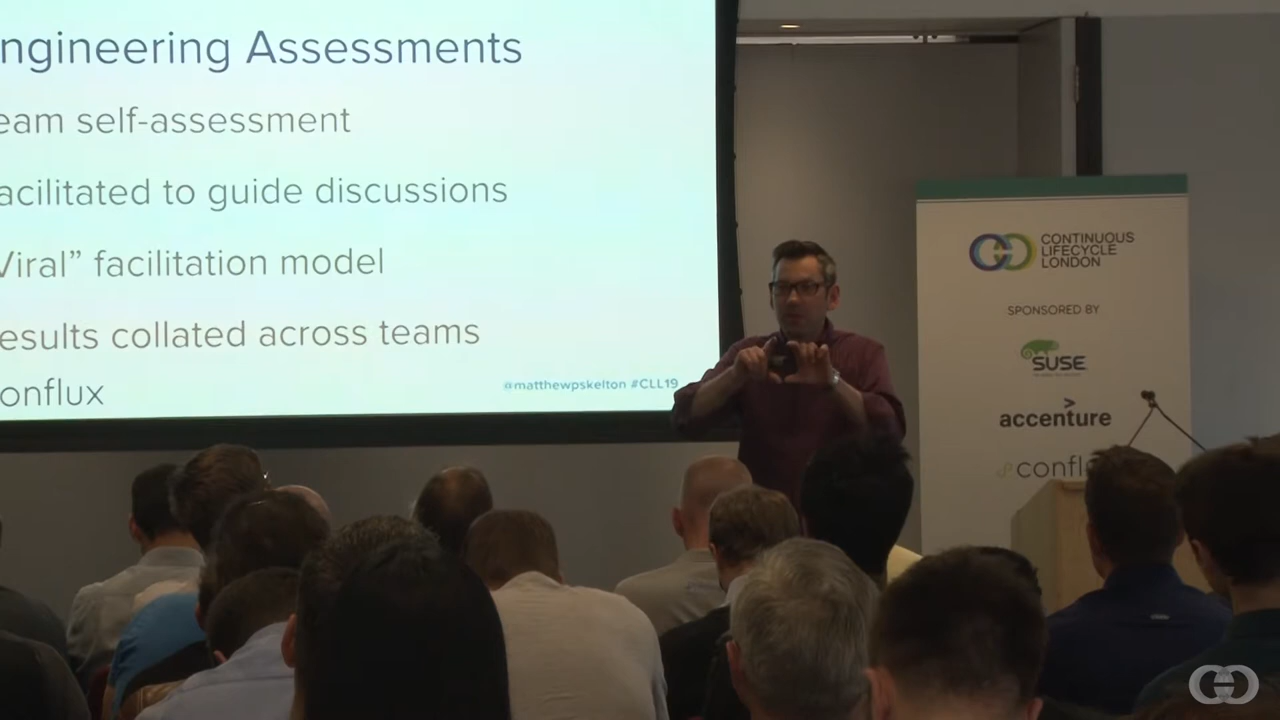 ngineering Assessments
eam self-assessment
acilitated to guide discussions
Viral” facilitation model
esults collated across teams
onflux
@matthewpskelton #CLL19
CONTINUOUS
LIFECYCLE
LONDON
SPONSORED BY
SUSE
accenture
conflu